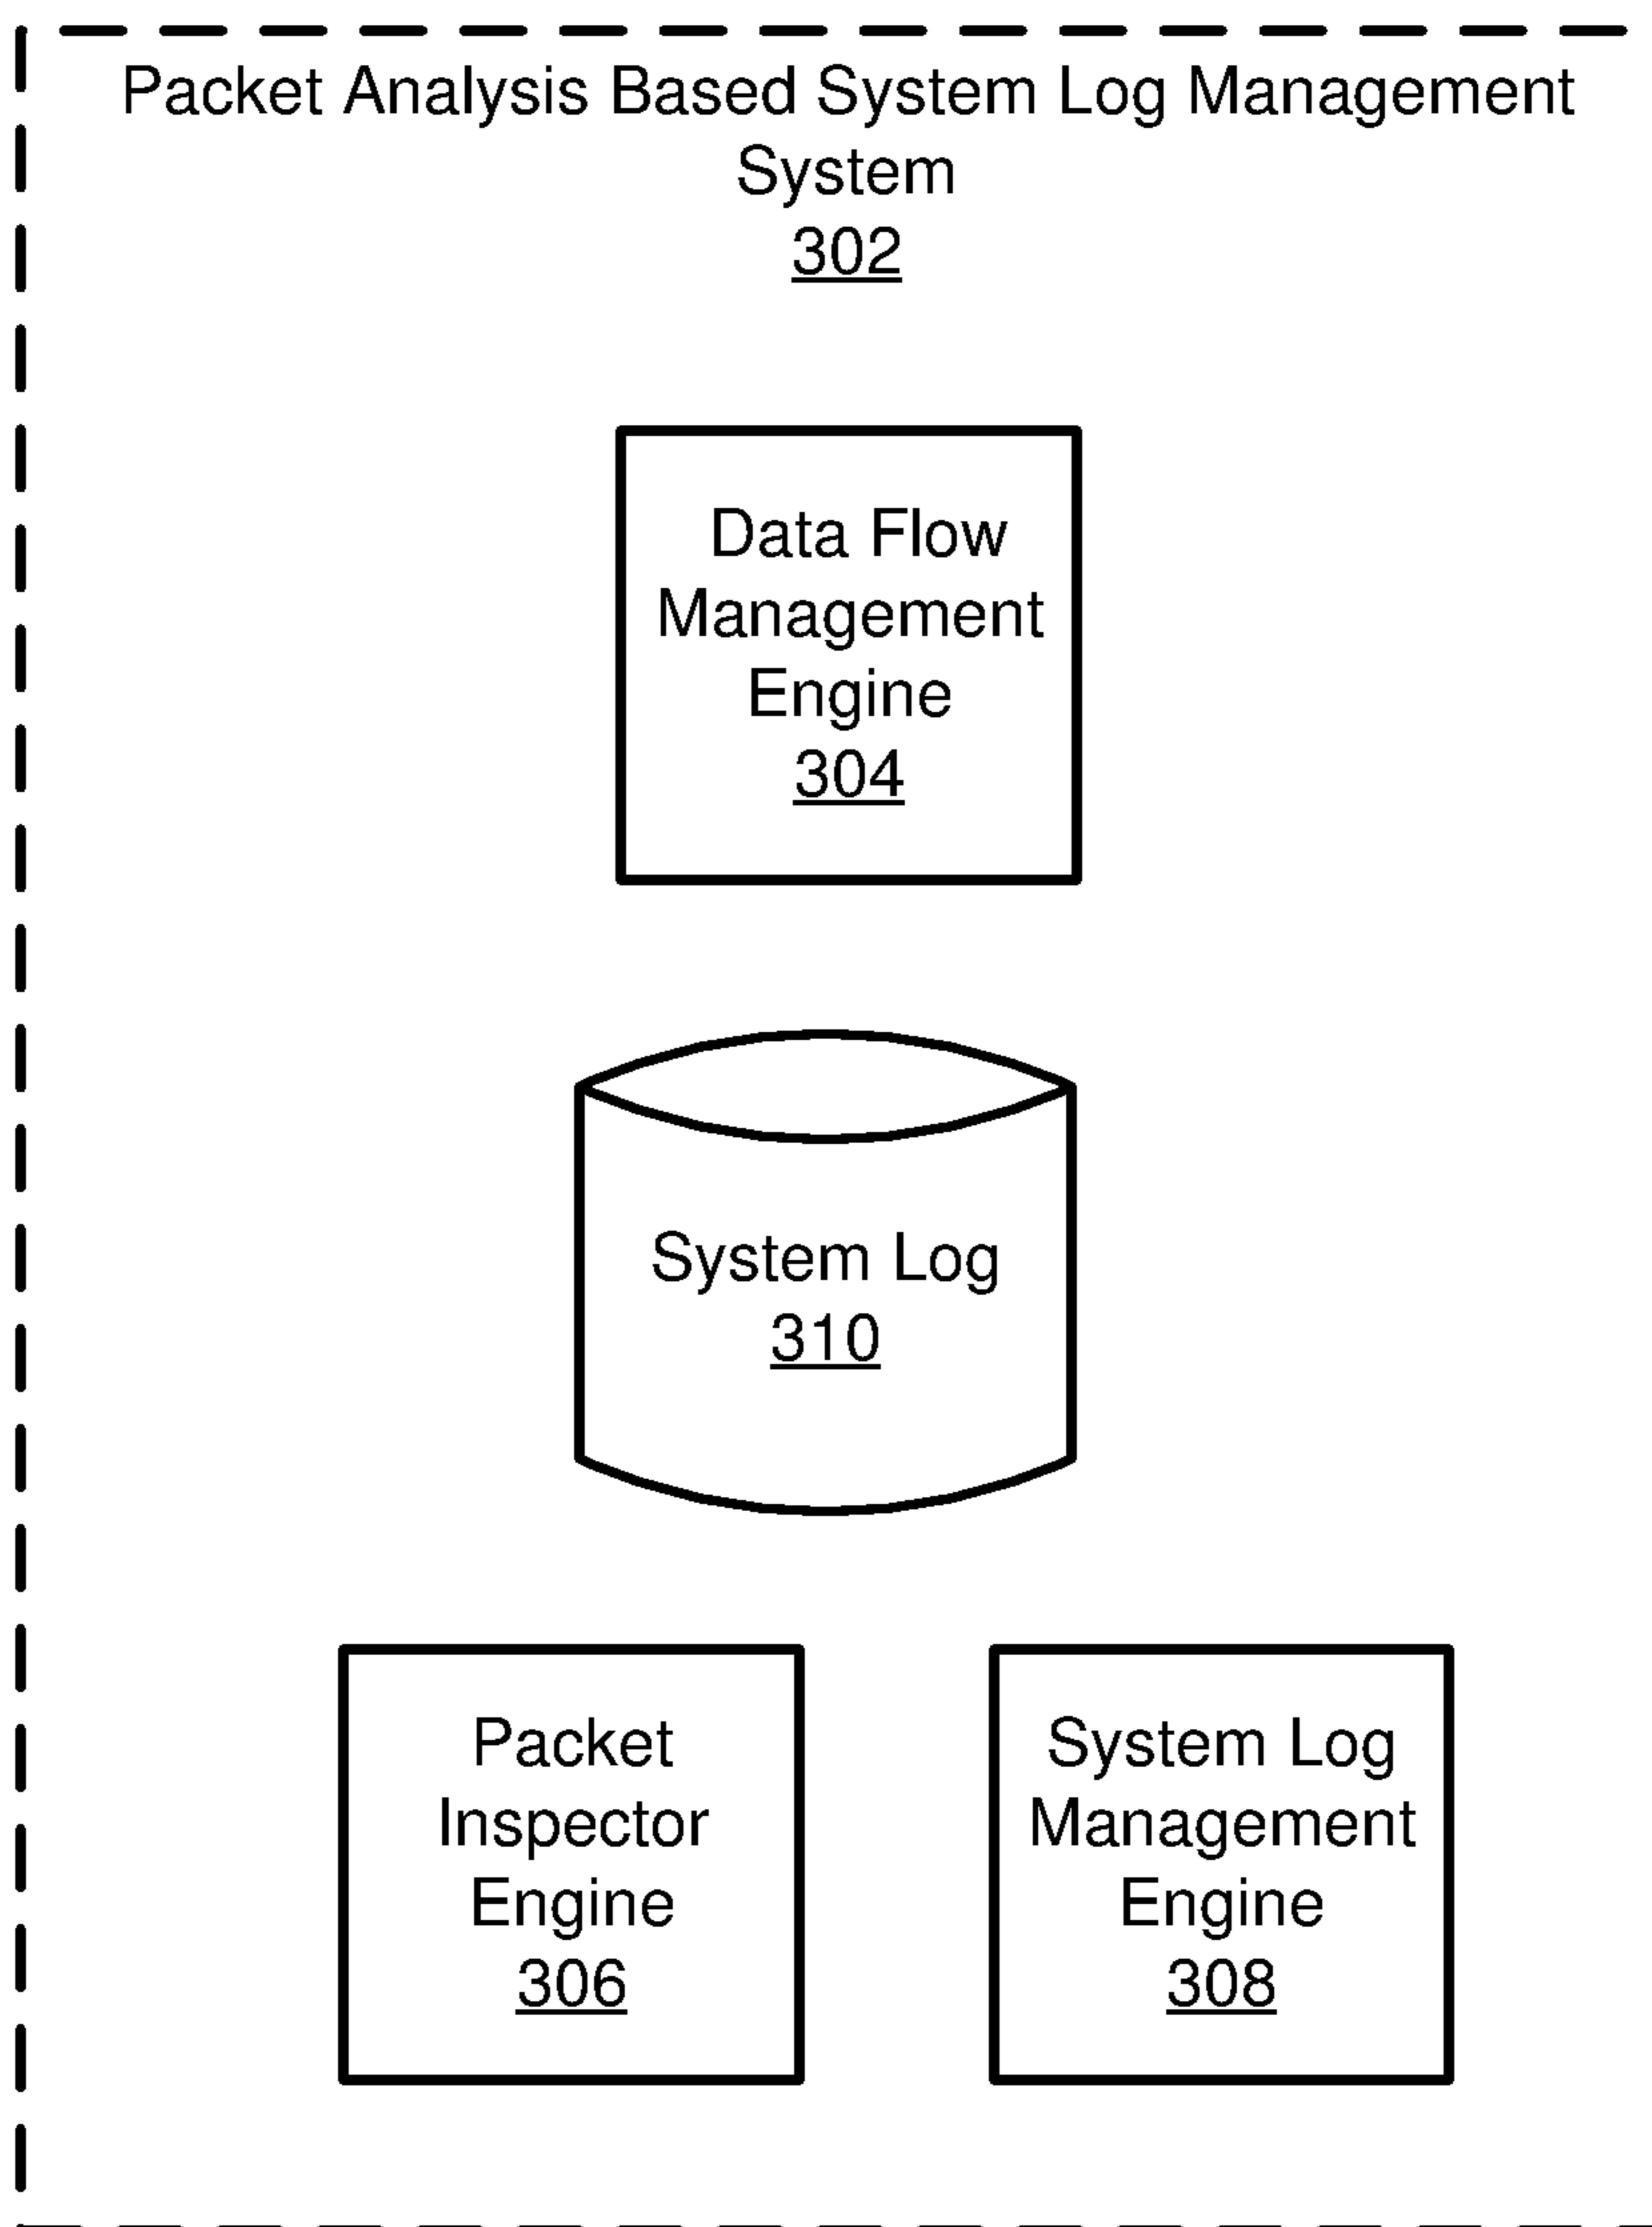 Packet Analysis Based System Log Management
System
302
Data Flow
Management
Engine
304
System Log
310
Packet
Inspector
Engine
306
System Log
Management
Engine
308